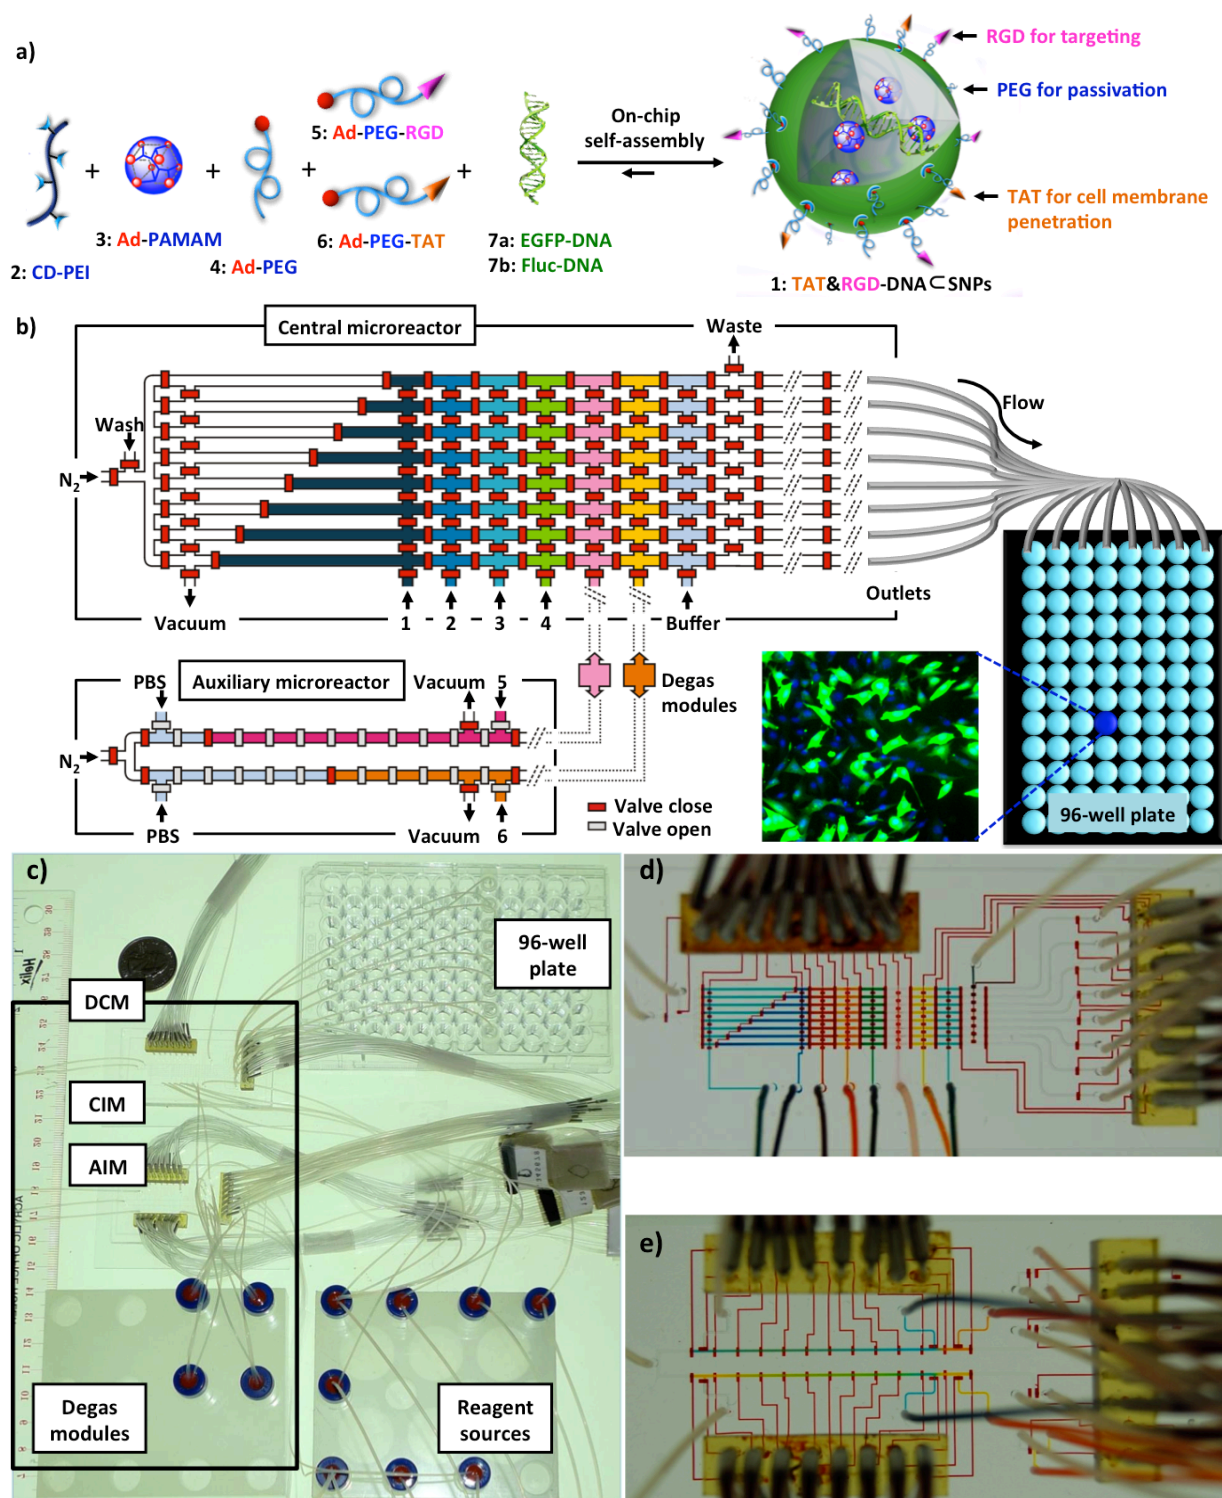 a)
RGD for targeting
5: Ad-PEG-RGD
On-chip
self-assembly
PEG for passivation
+
+
+
+
TAT for cell membrane
penetration
3: Ad-PAMAM
6: Ad-PEG-TAT
7a: EGFP-DNA
2: CD-PEI
4: Ad-PEG
7b: Fluc-DNA
1: TAT&RGD-DNA⊂SNPs
b)
Central microreactor
Waste
Flow
Wash
N2
Outlets
Vacuum
1
2
3
4
Buffer
PBS
Auxiliary microreactor
Vacuum
5
Degas
modules
N2
PBS
Vacuum
6
Valve close
Valve open
96-well plate
c)
96-well
plate
DCM
CIM
AIM
Degas
modules
Reagent
sources
Helix
d)
e)